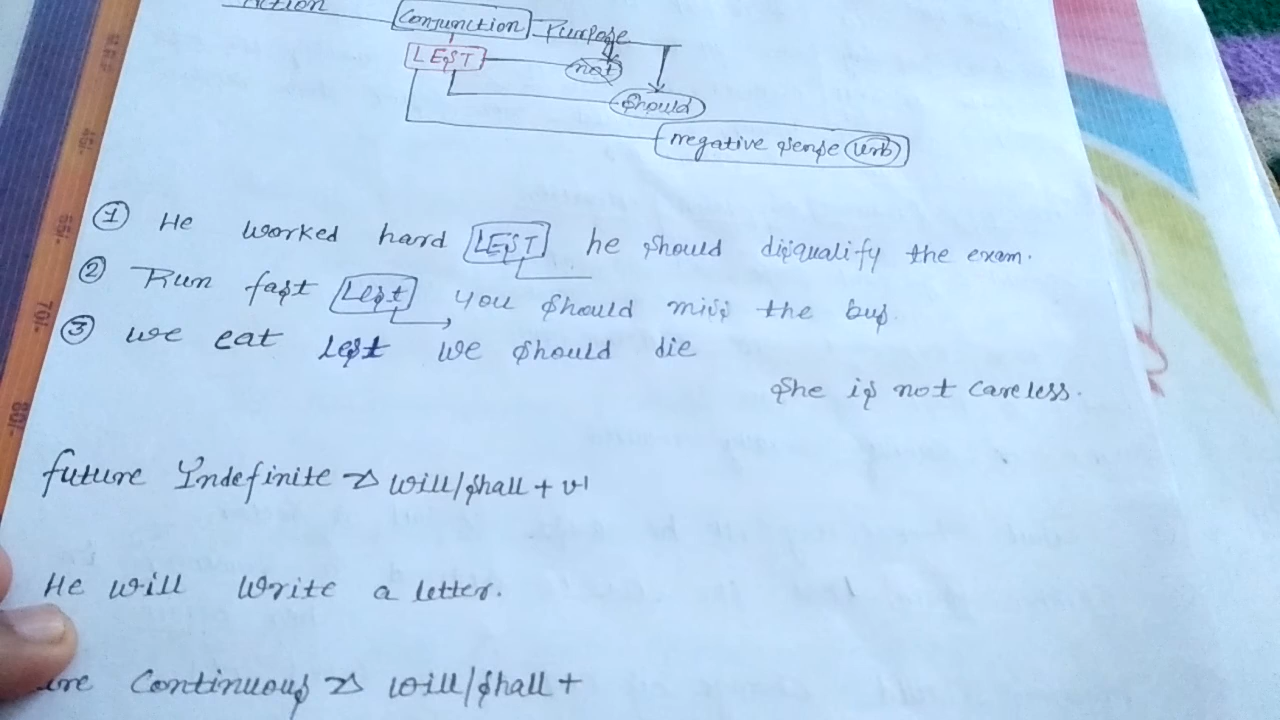 Action Conjunction Purpose
LEST not
should
negative sense verb
① He worked hard LEST he should disqualify the exam.
② Run fast Lest, you should miss the bus.
③ we eat lest we should die
She is not careless.
future Indefinite → will/shall + v1
He will write a letter.
Continuous → will/shall +